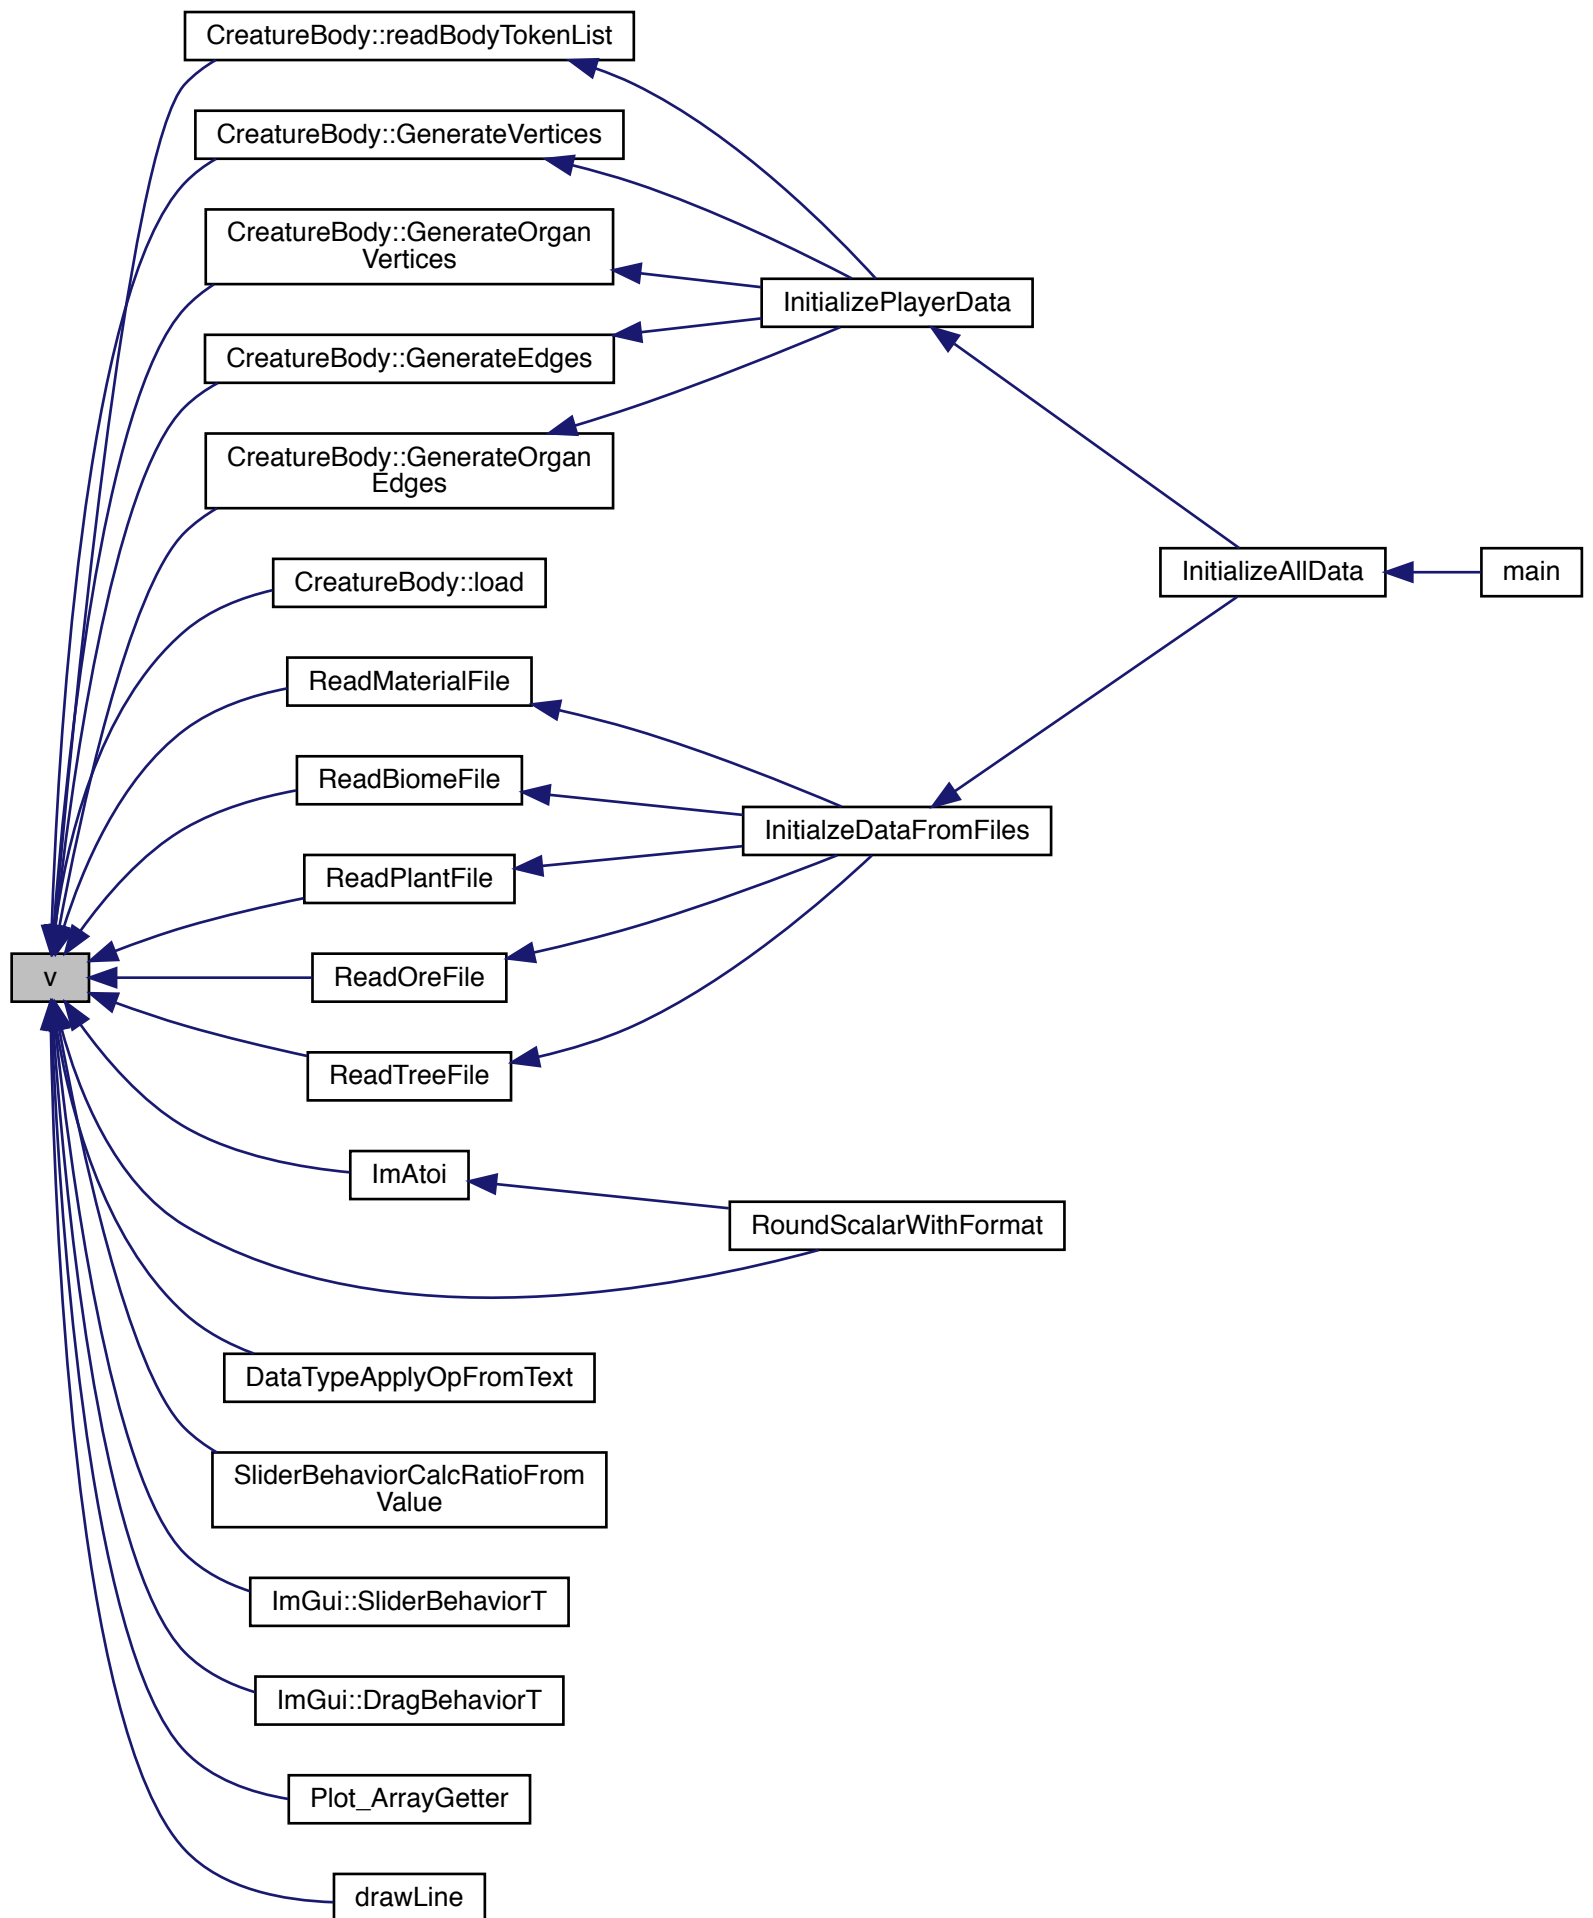 CreatureBody::readBodyTokenList
CreatureBody::GenerateVertices
CreatureBody::GenerateOrgan
Vertices
InitializePlayerData
CreatureBody::GenerateEdges
CreatureBody::GenerateOrgan
Edges
CreatureBody::load
InitializeAllData
main
ReadMaterialFile
ReadBiomeFile
InitialzeDataFromFiles
ReadPlantFile
v
ReadOreFile
ReadTreeFile
ImAtoi
RoundScalarWithFormat
DataTypeApplyOpFromText
SliderBehaviorCalcRatioFrom
Value
ImGui::SliderBehaviorT
ImGui::DragBehaviorT
Plot_ArrayGetter
drawLine